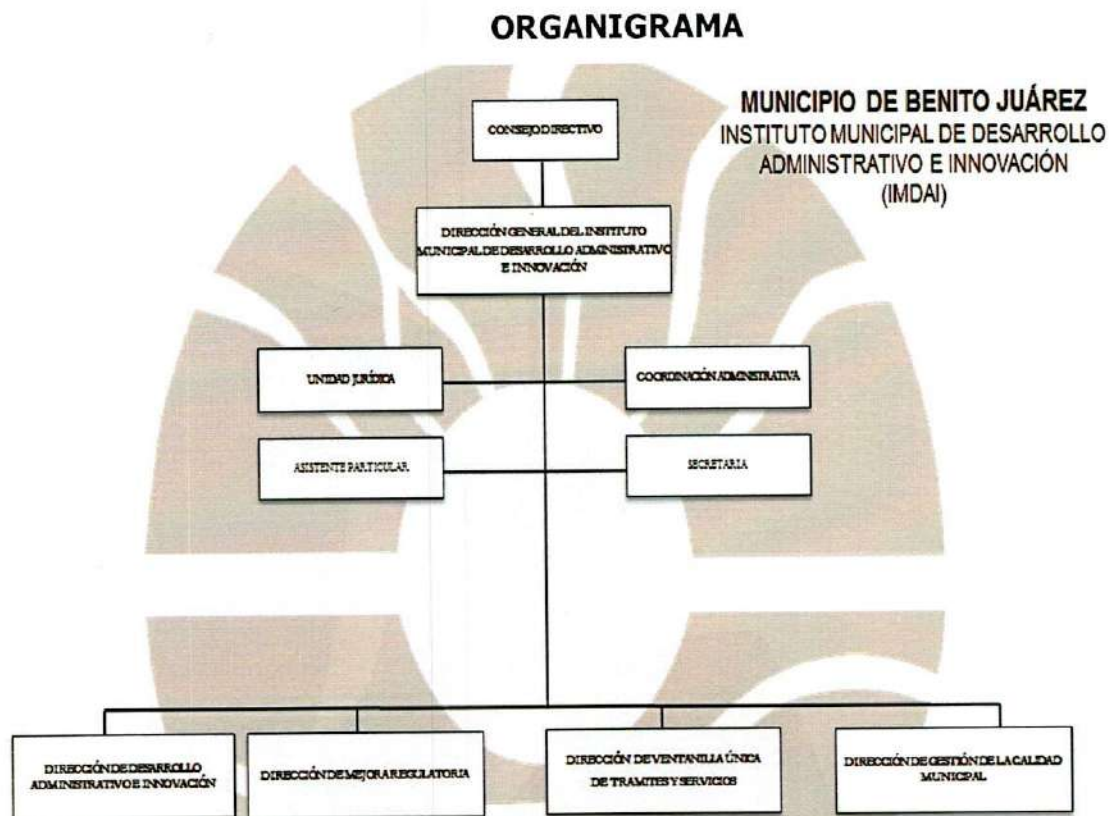 ORGANIGRAMA
MUNICIPIO DE BENITO JUÁREZ
INSTITUTO MUNICIPAL DE DESARROLLO
ADMINISTRATIVO E INNOVACIÓN
(IMDAI)
CONSEJO DIRECTIVO
DIRECCIÓN GENERAL DEL INSTITUTO
MUNICIPAL DE DESARROLLO ADMINISTRATIVO
E INNOVACIÓN
UNIDAD JURÍDICA
COORDINACIÓN ADMINISTRATIVA
ASISTENTE PARTICULAR
SECRETARIA
DIRECCIÓN DE DESARROLLO
ADMINISTRATIVO E INNOVACIÓN
DIRECCIÓN DE MEJORA REGULATORIA
DIRECCIÓN DE VENTANILLA ÚNICA
DE TRAMITES Y SERVICIOS
DIRECCIÓN DE GESTIÓN DE LA CALIDAD
MUNICIPAL